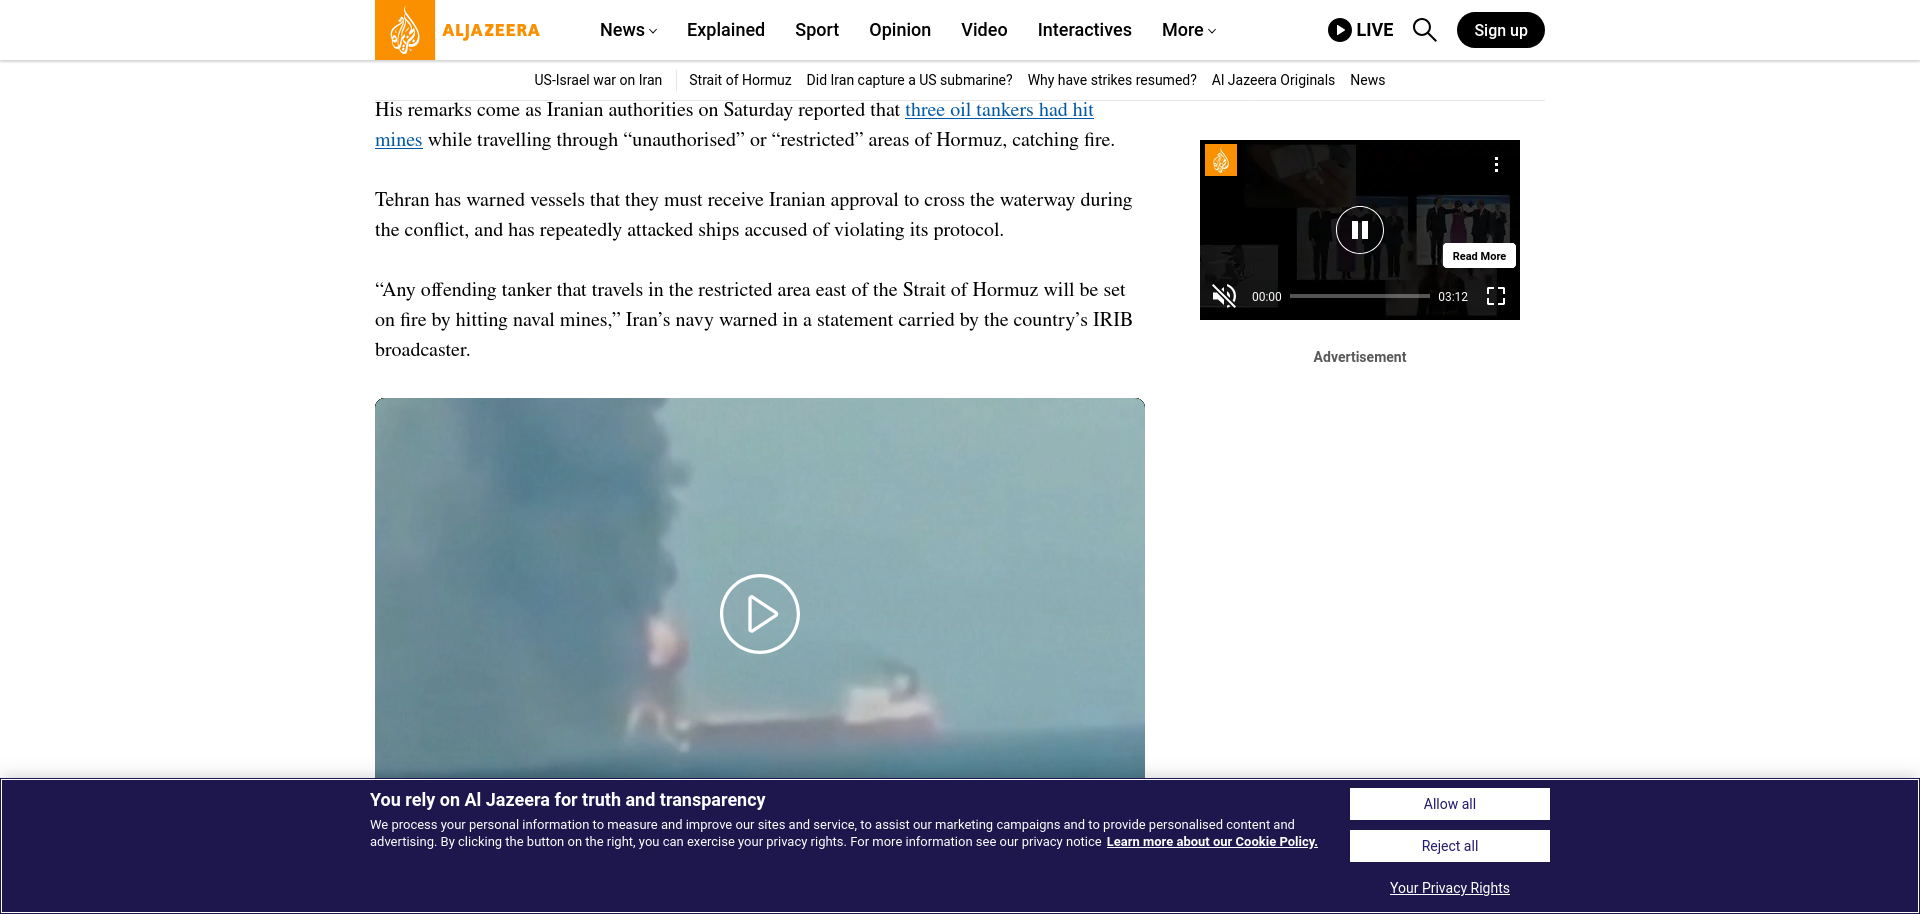 ALJAZEERA
News Explained Sport Opinion Video Interactives More LIVE Sign up
US-Israel war on Iran Strait of Hormuz Did Iran capture a US submarine? Why have strikes resumed? Al Jazeera Originals News
His remarks come as Iranian authorities on Saturday reported that three oil tankers had hit
mines while travelling through “unauthorised” or “restricted” areas of Hormuz, catching fire.
Tehran has warned vessels that they must receive Iranian approval to cross the waterway during
the conflict, and has repeatedly attacked ships accused of violating its protocol.
“Any offending tanker that travels in the restricted area east of the Strait of Hormuz will be set
on fire by hitting naval mines,” Iran’s navy warned in a statement carried by the country’s IRIB
broadcaster.
Read More
00:00 03:12
Advertisement
You rely on Al Jazeera for truth and transparency
We process your personal information to measure and improve our sites and service, to assist our marketing campaigns and to provide personalised content and
advertising. By clicking the button on the right, you can exercise your privacy rights. For more information see our privacy notice Learn more about our Cookie Policy.
Allow all
Reject all
Your Privacy Rights